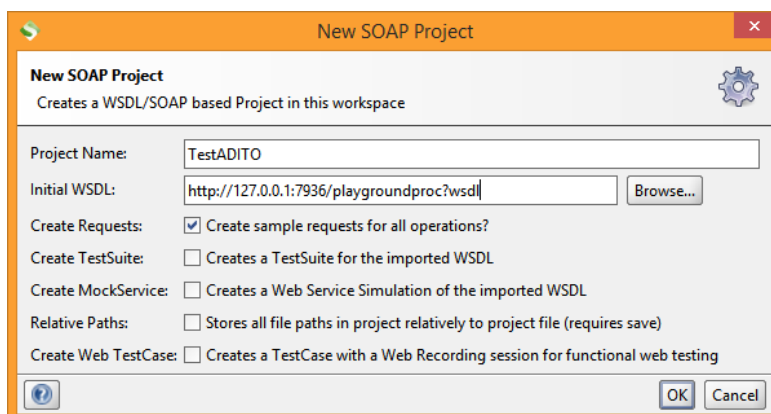 New SOAP Project
New SOAP Project
Creates a WSDL/SOAP based Project in this workspace
Project Name: TestADITO
Initial WSDL: http://127.0.0.1:7936/playgroundproc?wsdl Browse...
Create Requests: Create sample requests for all operations?
Create TestSuite: Creates a TestSuite for the imported WSDL
Create MockService: Creates a Web Service Simulation of the imported WSDL
Relative Paths: Stores all file paths in project relatively to project file (requires save)
Create Web TestCase: Creates a TestCase with a Web Recording session for functional web testing
OK Cancel